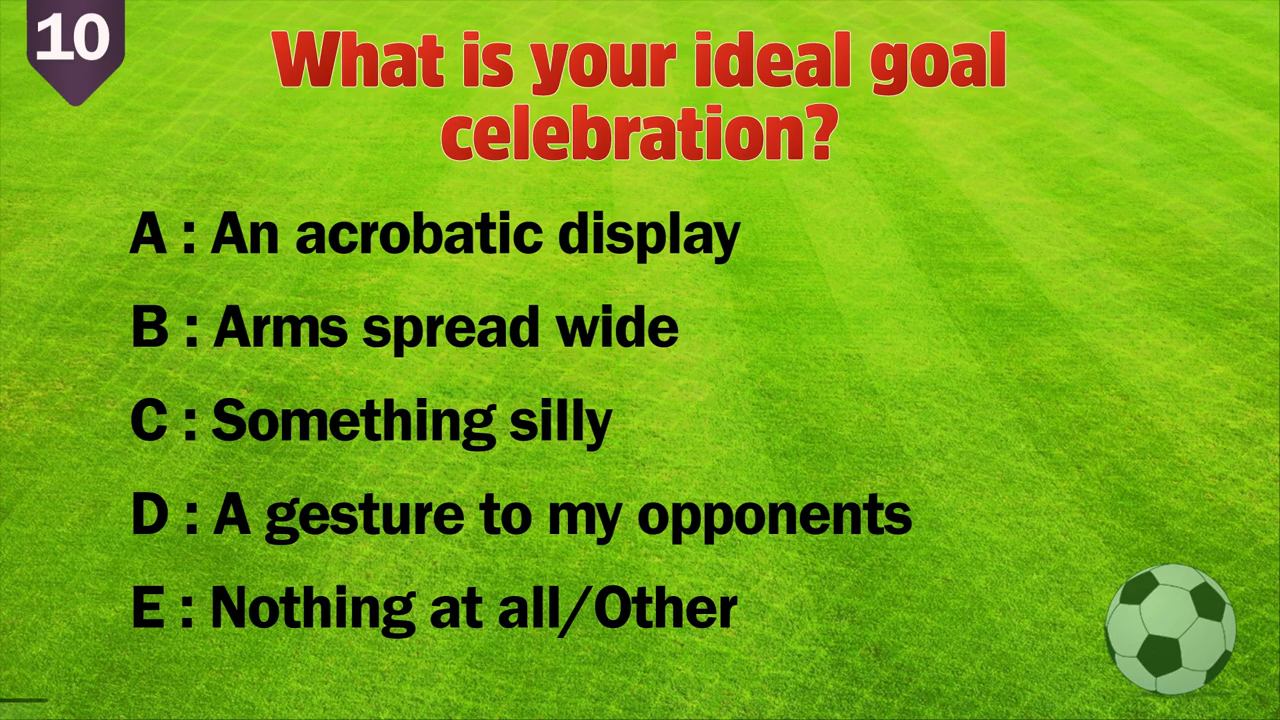 10
What is your ideal goal
celebration?
A : An acrobatic display
B : Arms spread wide
C : Something silly
D : A gesture to my opponents
E : Nothing at all/Other